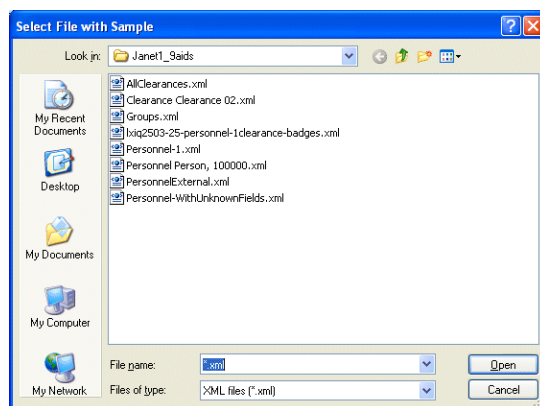 Select File with Sample
Look in: Janet1_9aids
My Recent
Documents
Desktop
My Documents
My Computer
My Network
AllClearances.xml
Clearance Clearance 02.xml
Groups.xml
lxiq2503-25-personnel-1clearance-badges.xml
Personnel-1.xml
Personnel Person, 100000.xml
PersonnelExternal.xml
Personnel-WithUnknownFields.xml
File name: *.xml Open
Files of type: XML files (*.xml) Cancel